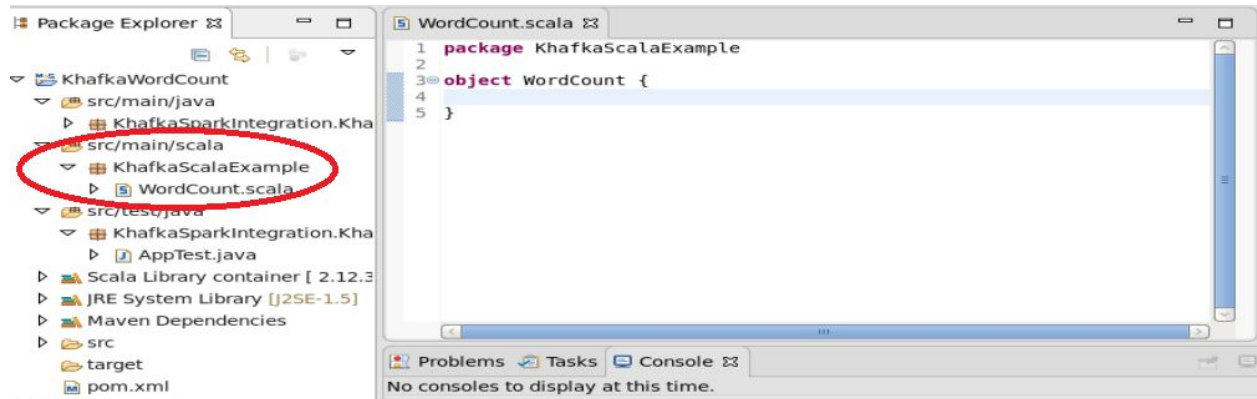 Package Explorer
KhafkaWordCount
src/main/java
KhafkaSparkIntegration.Kha
src/main/scala
KhafkaScalaExample
WordCount.scala
src/test/java
KhafkaSparkIntegration.Kha
AppTest.java
Scala Library container [ 2.12.3
JRE System Library [J2SE-1.5]
Maven Dependencies
src
target
pom.xml
WordCount.scala
1 package KhafkaScalaExample
2
3 object WordCount {
4
5 }
Problems Tasks Console
No consoles to display at this time.